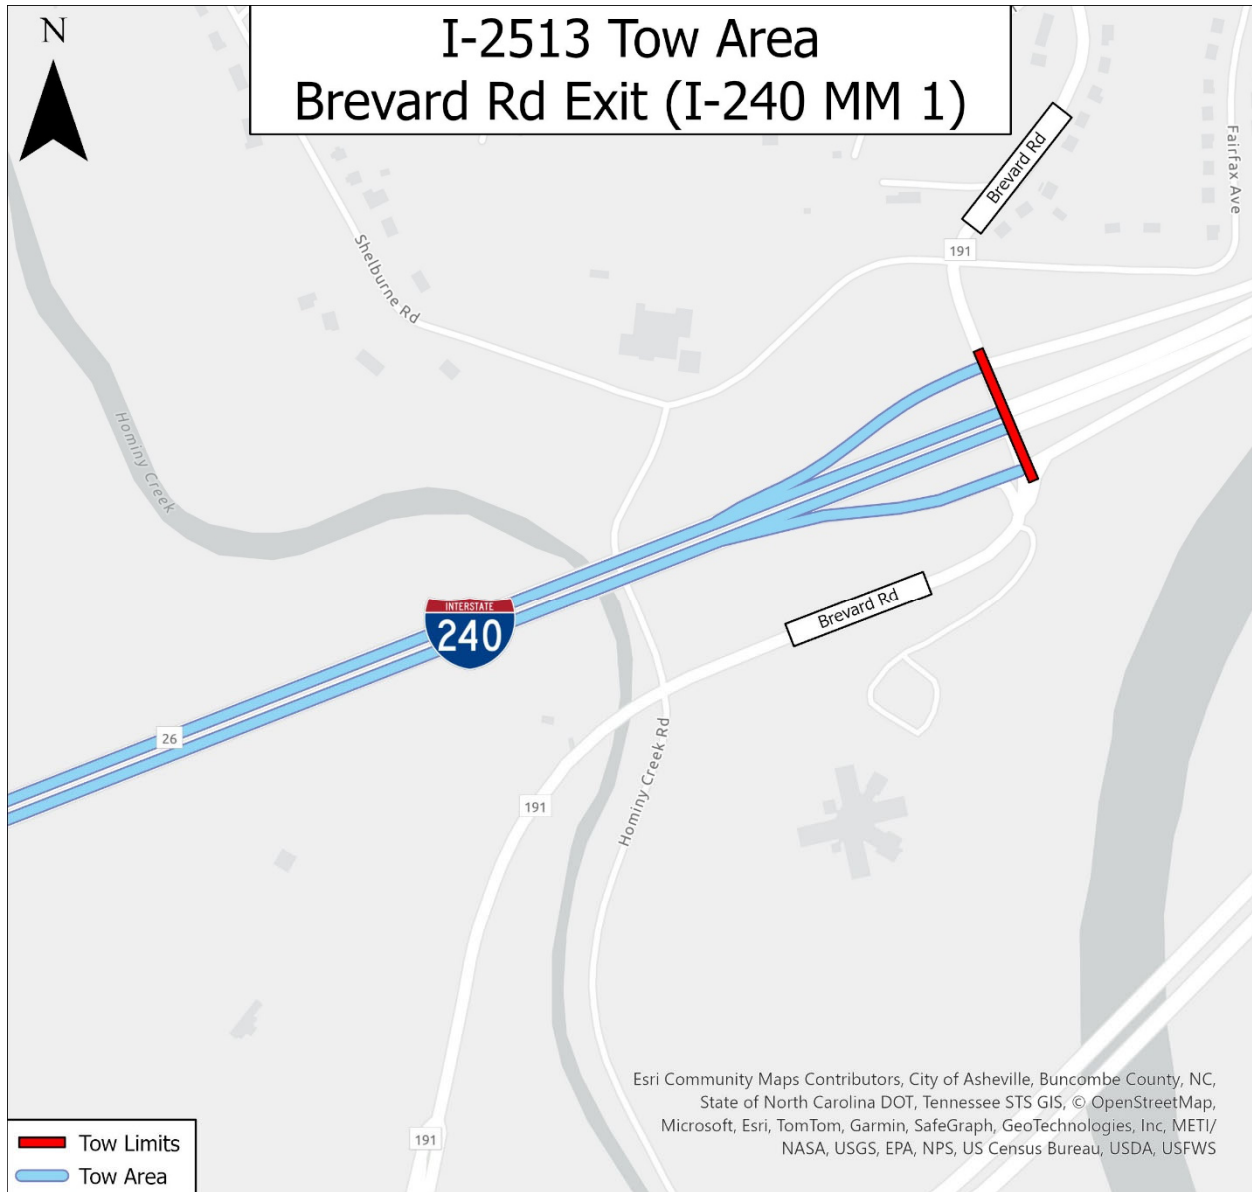 N
I-2513 Tow Area
Brevard Rd Exit (I-240 MM 1)
Brevard Rd
Fairfax Ave
191
Shelburne Rd
Hominy Creek
INTERSTATE
240
Brevard Rd
26
191
Hominy Creek Rd
191
Esri Community Maps Contributors, City of Asheville, Buncombe County, NC,
State of North Carolina DOT, Tennessee STS GIS, © OpenStreetMap,
Microsoft, Esri, TomTom, Garmin, SafeGraph, GeoTechnologies, Inc, METI/
NASA, USGS, EPA, NPS, US Census Bureau, USDA, USFWS
Tow Limits
Tow Area